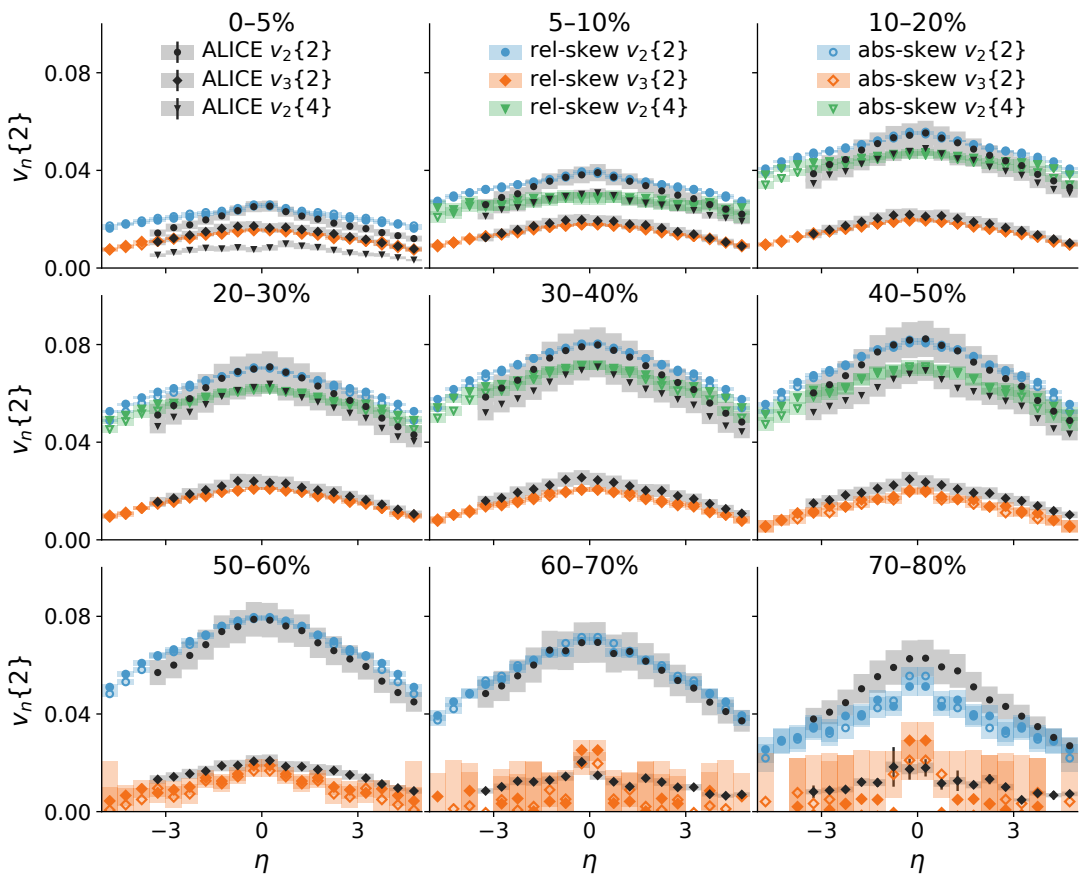 0–5% 5–10% 10–20%
ALICE v₂{2} rel-skew v₂{2} abs-skew v₂{2}
ALICE v₃{2} rel-skew v₃{2} abs-skew v₃{2}
ALICE v₂{4} rel-skew v₂{4} abs-skew v₂{4}
0.08
0.04
0.00
vₙ{2}
20–30% 30–40% 40–50%
0.08
0.04
0.00
vₙ{2}
50–60% 60–70% 70–80%
0.08
0.04
0.00
vₙ{2}
−3 0 3 −3 0 3 −3 0 3
η η η